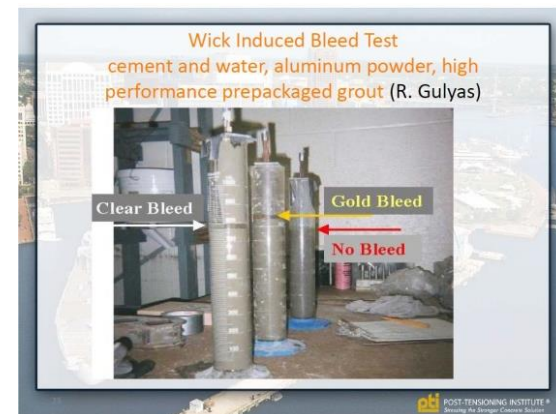 Wick Induced Bleed Test
cement and water, aluminum powder, high
performance prepackaged grout (R. Gulyas)
Clear Bleed
Gold Bleed
No Bleed
pti POST-TENSIONING INSTITUTE®